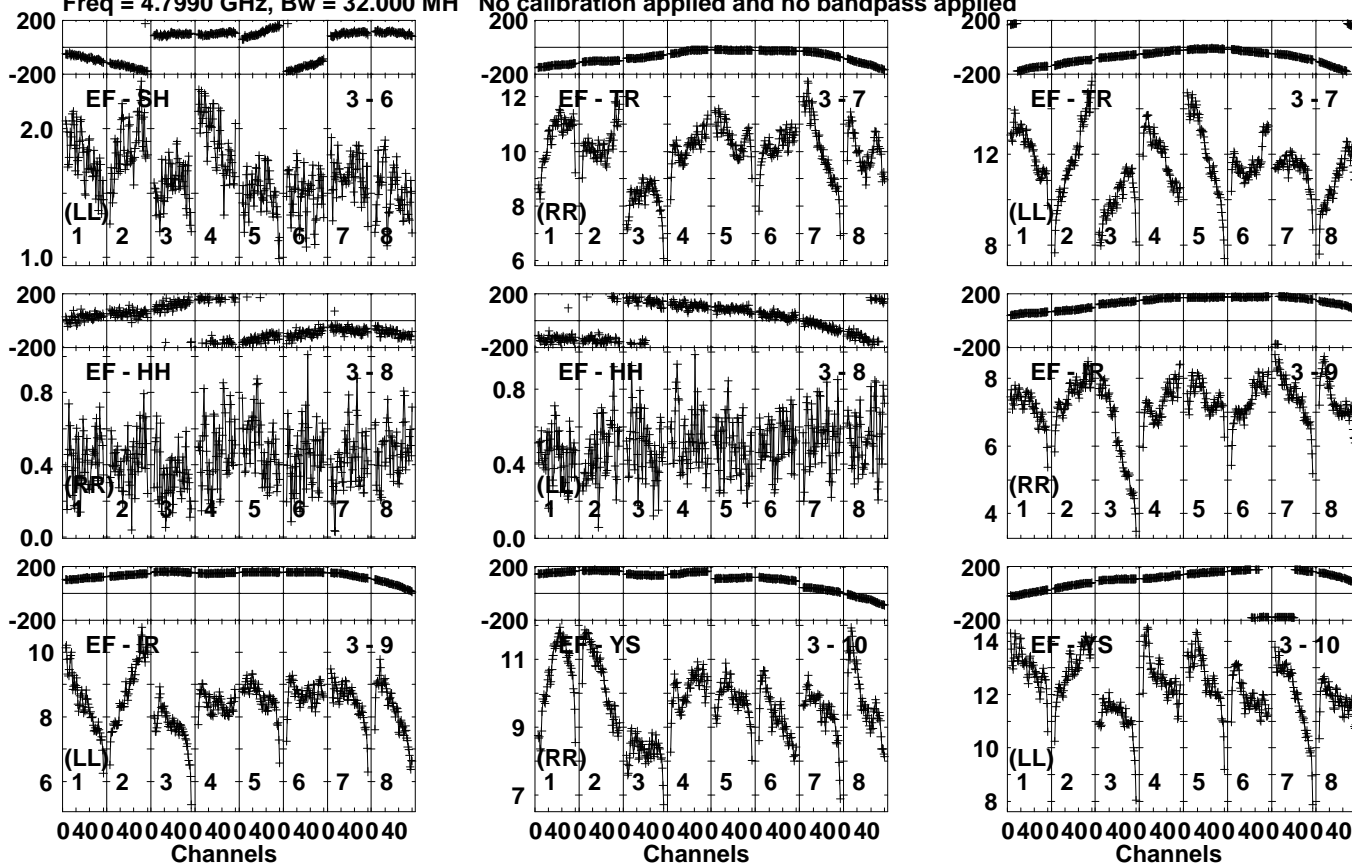 Freq = 4.7990 GHz, Bw = 32.000 MH No calibration applied and no bandpass applied
200 200 200
-200 -200 -200
EF - SH 3 - 6 EF - TR 3 - 7 EF - TR 3 - 7
2.0 12 12
10
8
(LL) (RR) (LL)
1 2 3 4 5 6 7 8 1 2 3 4 5 6 7 8 1 2 3 4 5 6 7 8
1.0 6 8
200 200 200
-200 -200 -200
EF - HH 3 - 8 EF - HH 3 - 8 EF - IR 3 - 9
0.8 0.8 8
0.4 0.4 6
(RR) (LL) (RR)
1 2 3 4 5 6 7 8 1 2 3 4 5 6 7 8 1 2 3 4 5 6 7 8
0.0 0.0 4
200 200 200
-200 -200 -200
EF - IR 3 - 9 EF - YS 3 - 10 EF - YS 3 - 10
10 11 14
8 9 12
10
(LL) (RR) (LL)
1 2 3 4 5 6 7 8 1 2 3 4 5 6 7 8 1 2 3 4 5 6 7 8
6 7 8
0 40 0 40 0 40 0 40 0 40 0 40 0 40 0 40 0 40 0 40 0 40 0 40 0 40 0 40 0 40 0 40 0 40 0 40 0 40 0 40 0 40 0 40 0 40 0 40
Channels Channels Channels